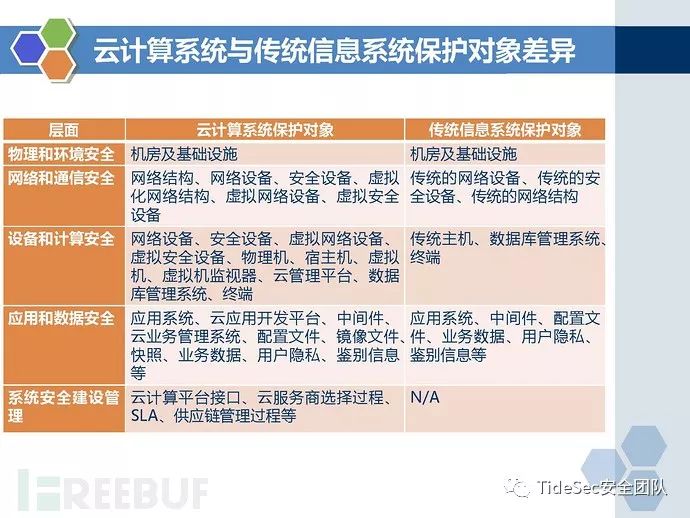 云计算系统与传统信息系统保护对象差异
层面 云计算系统保护对象 传统信息系统保护对象
物理和环境安全 机房及基础设施 机房及基础设施
网络和通信安全 网络结构、网络设备、安全设备、虚拟 传统的网络设备、传统的安
化网络结构、虚拟网络设备、虚拟安全 全设备、传统的网络结构
设备
设备和计算安全 网络设备、安全设备、虚拟网络设备、 传统主机、数据库管理系统、
虚拟安全设备、物理机、宿主机、虚拟 终端
机、虚拟机监视器、云管理平台、数据
库管理系统、终端
应用和数据安全 应用系统、云应用开发平台、中间件、 应用系统、中间件、配置文
云业务管理系统、配置文件、镜像文件、 件、业务数据、用户隐私、
快照、业务数据、用户隐私、鉴别信息 鉴别信息等
等
系统安全建设管 云计算平台接口、云服务商选择过程、 N/A
理 SLA、供应链管理过程等
FREEBUF
TideSec安全团队